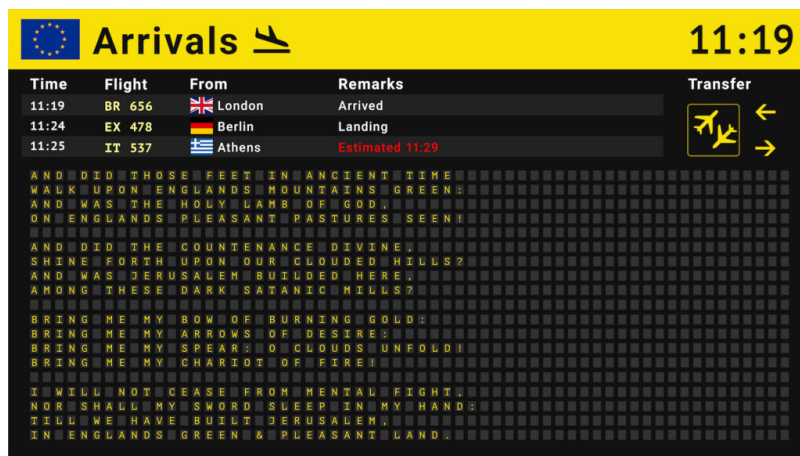 Arrivals 11:19
Time Flight From Remarks Transfer
11:19 BR 656 London Arrived
11:24 EX 478 Berlin Landing
11:25 IT 537 Athens Estimated 11:29
AND DID THOSE FEET IN ANCIENT TIME
WALK UPON ENGLANDS MOUNTAINS GREEN:
AND WAS THE HOLY LAMB OF GOD,
ON ENGLANDS PLEASANT PASTURES SEEN!
AND DID THE COUNTENANCE DIVINE,
SHINE FORTH UPON OUR CLOUDED HILLS?
AND WAS JERUSALEM BUILDED HERE,
AMONG THESE DARK SATANIC MILLS?
BRING ME MY BOW OF BURNING GOLD:
BRING ME MY ARROWS OF DESIRE:
BRING ME MY SPEAR: O CLOUDS UNFOLD!
BRING ME MY CHARIOT OF FIRE!
I WILL NOT CEASE FROM MENTAL FIGHT,
NOR SHALL MY SWORD SLEEP IN MY HAND:
TILL WE HAVE BUILT JERUSALEM,
IN ENGLANDS GREEN & PLEASANT LAND.